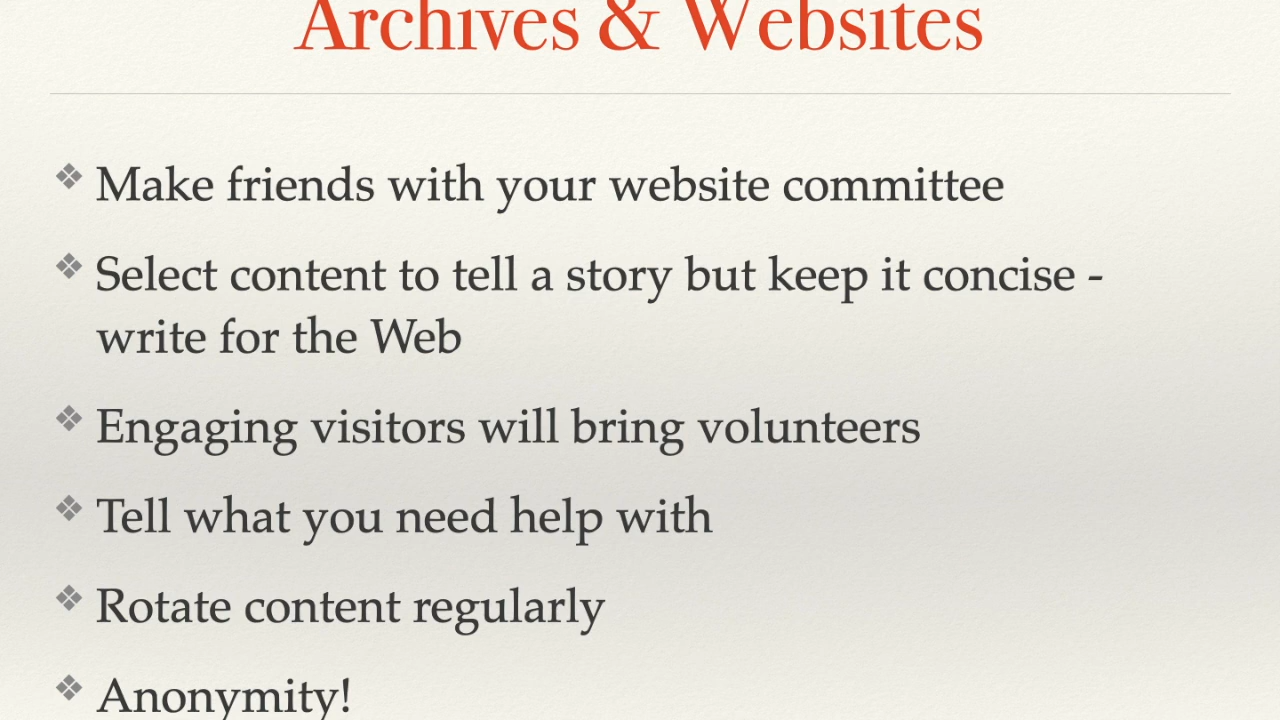 Archives & Websites
❖ Make friends with your website committee
❖ Select content to tell a story but keep it concise -
write for the Web
❖ Engaging visitors will bring volunteers
❖ Tell what you need help with
❖ Rotate content regularly
❖ Anonymity!